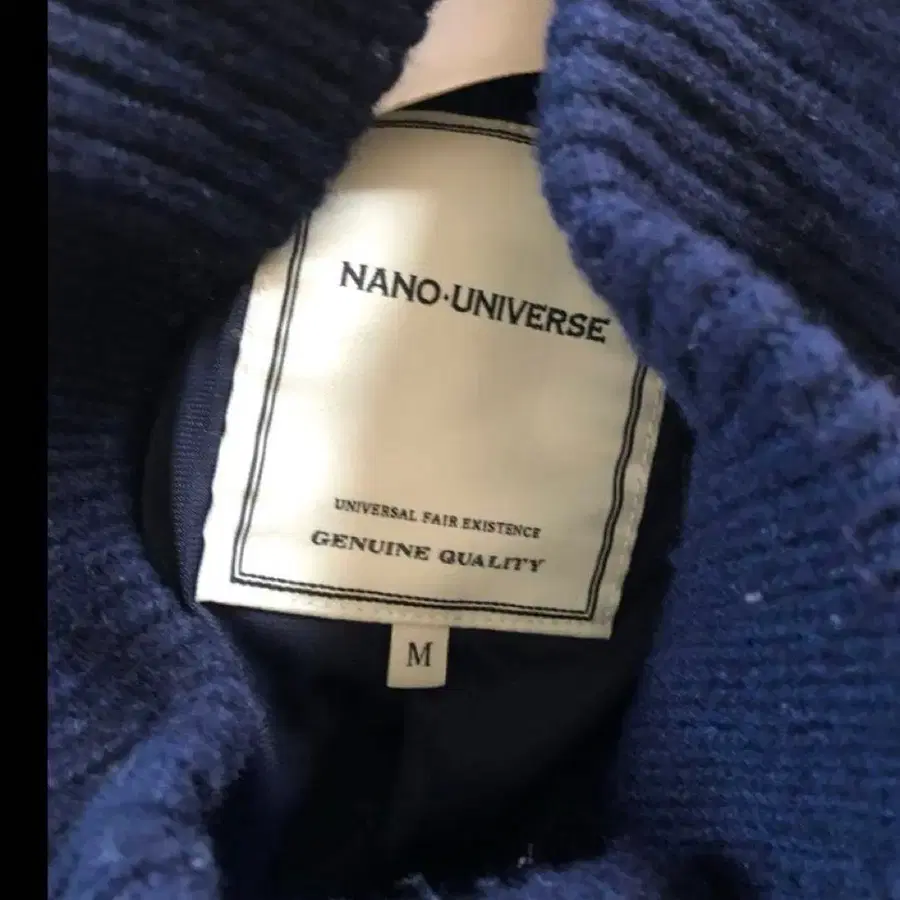 NANO·UNIVERSE
UNIVERSAL FAIR EXISTENCE
GENUINE QUALITY
M